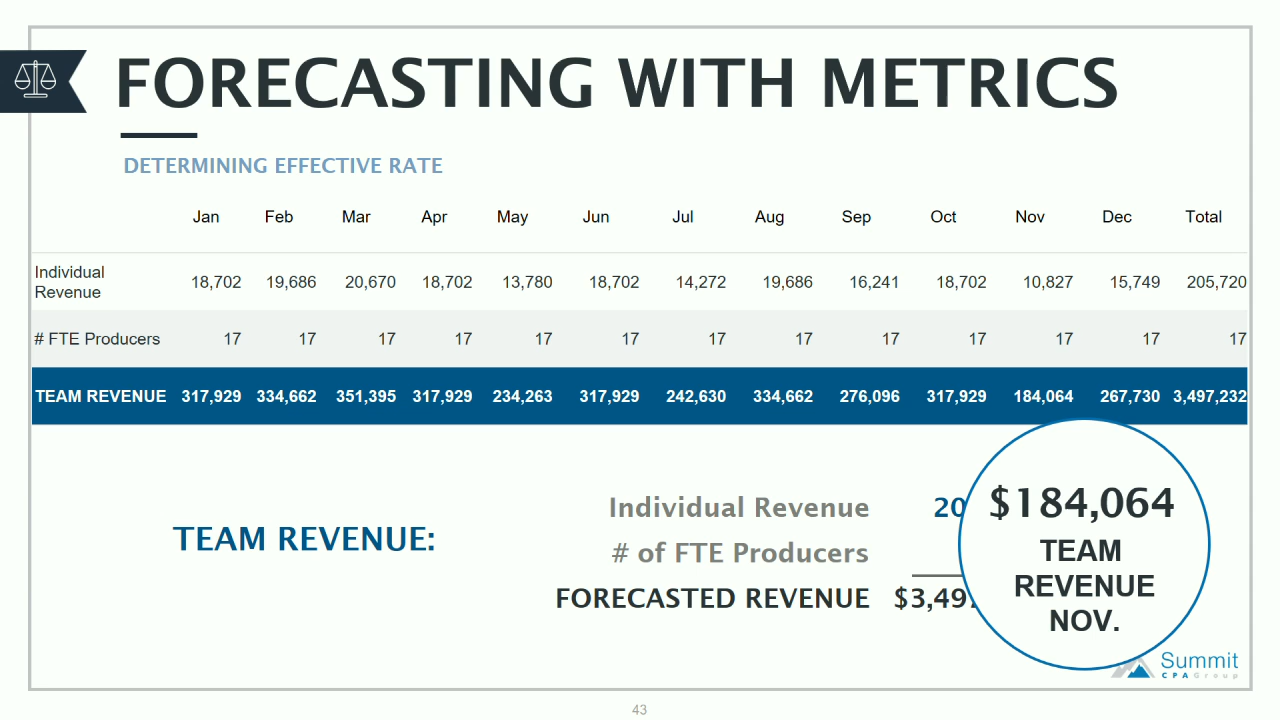 FORECASTING WITH METRICS
DETERMINING EFFECTIVE RATE
Jan Feb Mar Apr May Jun Jul Aug Sep Oct Nov Dec Total
Individual
Revenue
18,702 19,686 20,670 18,702 13,780 18,702 14,272 19,686 16,241 18,702 10,827 15,749 205,720
# FTE Producers 17 17 17 17 17 17 17 17 17 17 17 17 17
TEAM REVENUE 317,929 334,662 351,395 317,929 234,263 317,929 242,630 334,662 276,096 317,929 184,064 267,730 3,497,232
TEAM REVENUE:
Individual Revenue 20
# of FTE Producers
FORECASTED REVENUE $3,49
$184,064
TEAM
REVENUE
NOV.
Summit
CPA Group
43